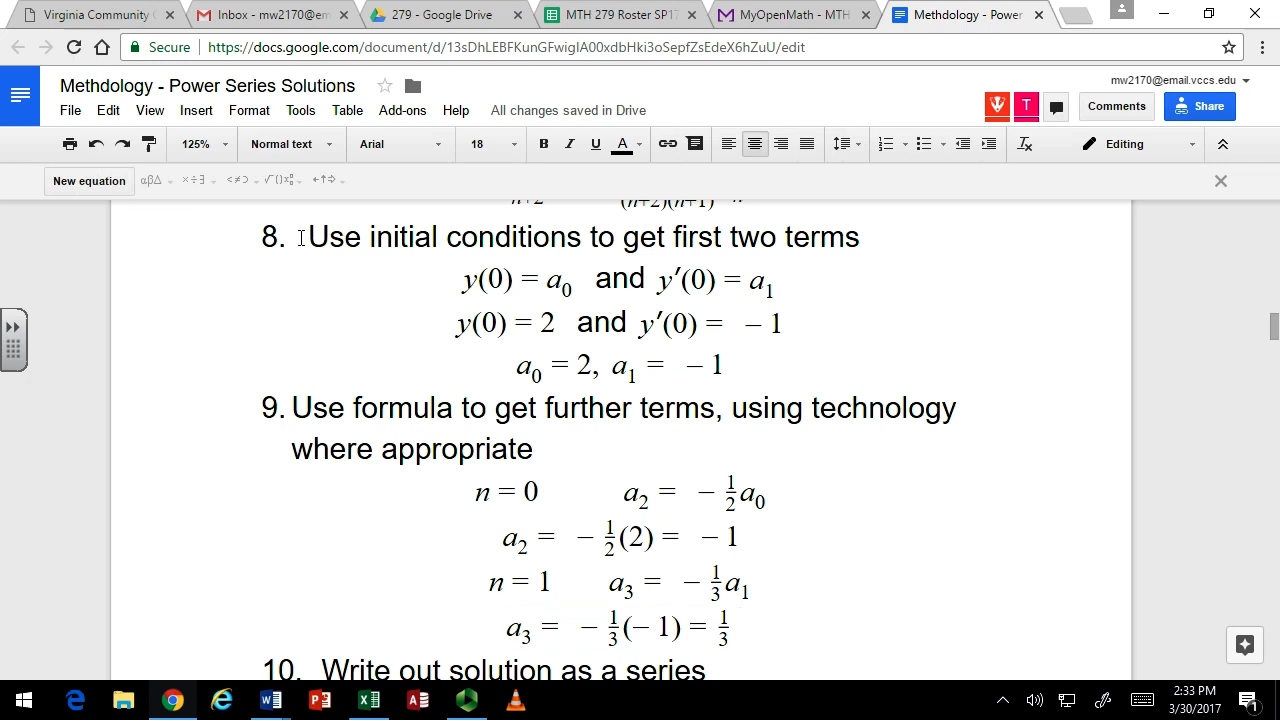 Virginia Community C
Inbox - mw2170@em
279 - Google Drive
MTH 279 Roster SP17
MyOpenMath - MTH
Methdology - Power
Secure https://docs.google.com/document/d/13sDhLEBFKunGFwigIA00xdbHki3oSepfZsEdeX6hZuU/edit
Methdology - Power Series Solutions
mw2170@email.vccs.edu
File Edit View Insert Format Tools Table Add-ons Help All changes saved in Drive
T Comments Share
125% Normal text Arial 18 B I U A Editing
New equation αβΔ ×÷∃ <≠⊃ √()
8. Use initial conditions to get first two terms
y(0) = a₀ and y′(0) = a₁
y(0) = 2 and y′(0) = − 1
a₀ = 2, a₁ = − 1
9. Use formula to get further terms, using technology
where appropriate
n = 0 a₂ = − 1/2 a₀
a₂ = − 1/2 (2) = − 1
n = 1 a₃ = − 1/3 a₁
a₃ = − 1/3 (− 1) = 1/3
10. Write out solution as a series
2:33 PM
3/30/2017
1